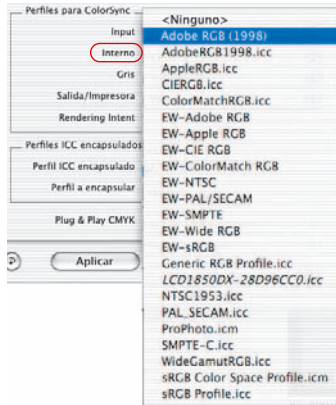 Perfiles para ColorSync
Input
Interno
Gris
Salida/Impresora
Rendering Intent
Perfiles ICC encapsulados
Perfil ICC encapsulado
Perfil a encapsular
Plug & Play CMYK
Aplicar
<Ninguno>
Adobe RGB (1998)
AdobeRGB1998.icc
AppleRGB.icc
CIERGB.icc
ColorMatchRGB.icc
EW-Adobe RGB
EW-Apple RGB
EW-CIE RGB
EW-ColorMatch RGB
EW-NTSC
EW-PAL/SECAM
EW-SMPTE
EW-Wide RGB
EW-sRGB
Generic RGB Profile.icc
LCD1850DX-28D96CC0.icc
NTSC1953.icc
PAL_SECAM.icc
ProPhoto.icm
SMPTE-C.icc
WideGamutRGB.icc
sRGB Color Space Profile.icm
sRGB Profile.icc